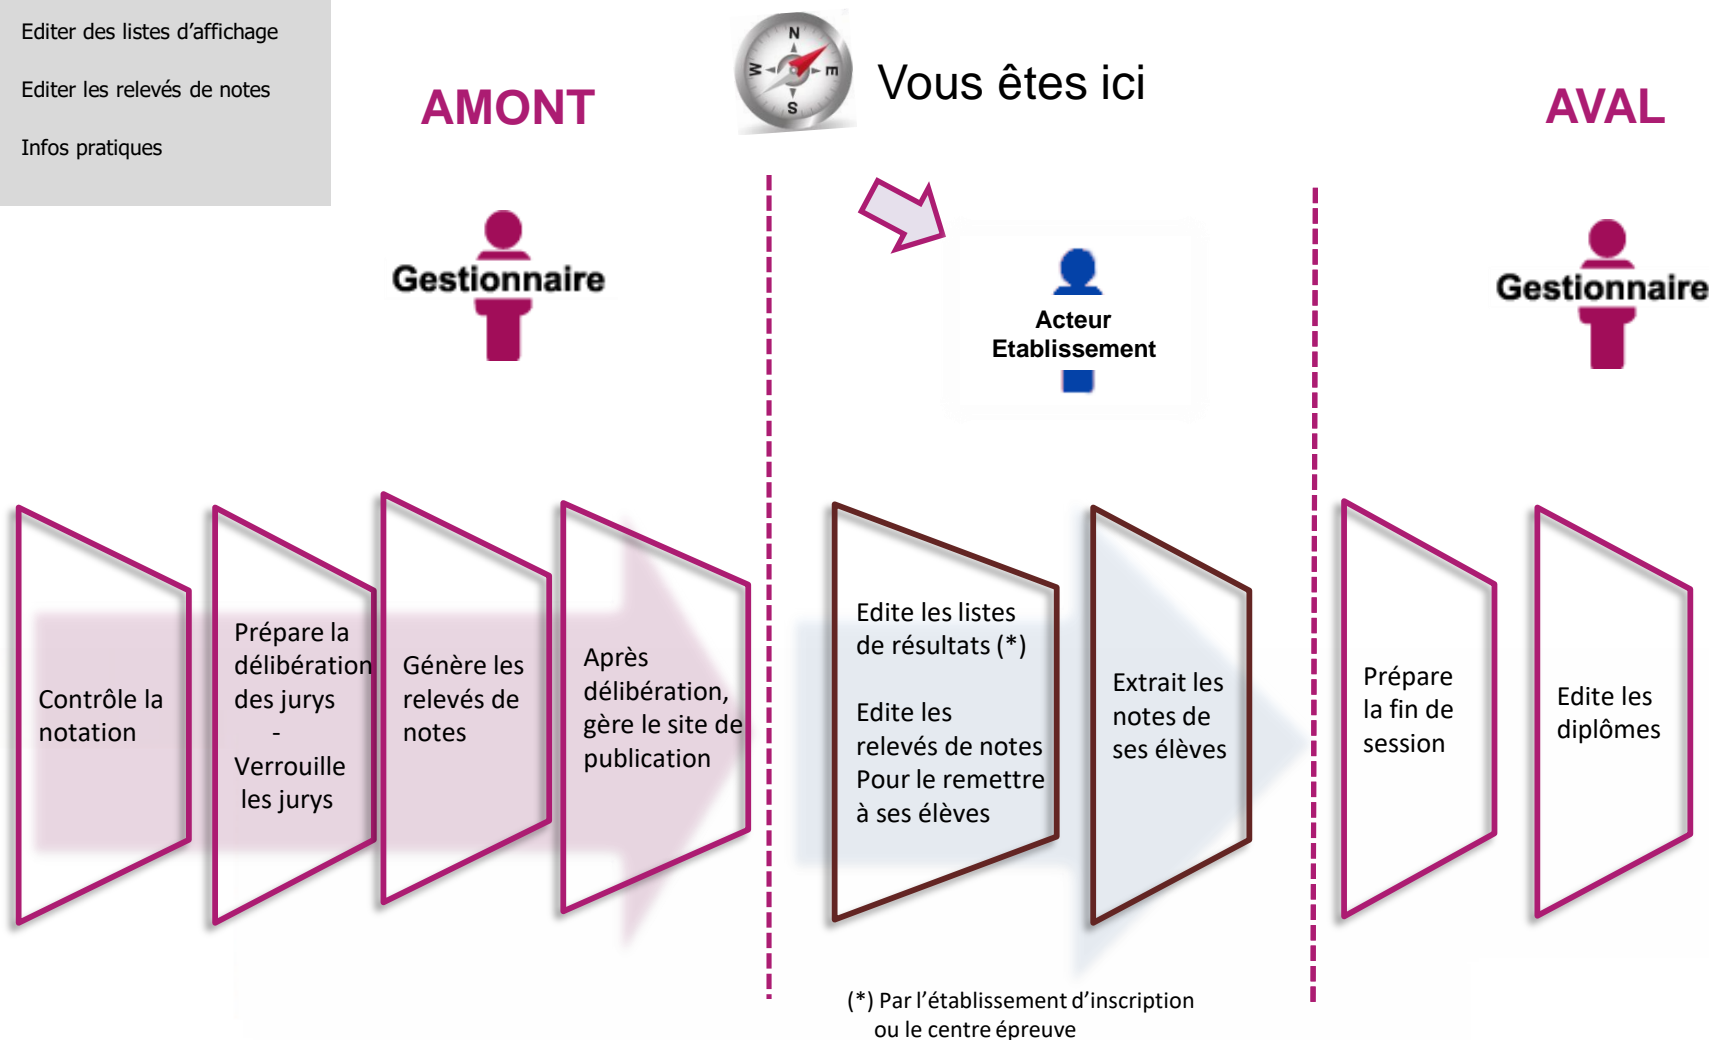 Editer des listes d’affichage
Editer les relevés de notes
Infos pratiques
AMONT
N
W
E
S
Vous êtes ici
AVAL
Gestionnaire
Acteur
Etablissement
Gestionnaire
Contrôle la
notation
Prépare la
délibération
des jurys
-
Verrouille
les jurys
Génère les
relevés de
notes
Après
délibération,
gère le site de
publication
Edite les listes
de résultats (*)
Edite les
relevés de notes
Pour le remettre
à ses élèves
Extrait les
notes de
ses élèves
Prépare
la fin de
session
Edite les
diplômes
(*) Par l’établissement d’inscription
ou le centre épreuve